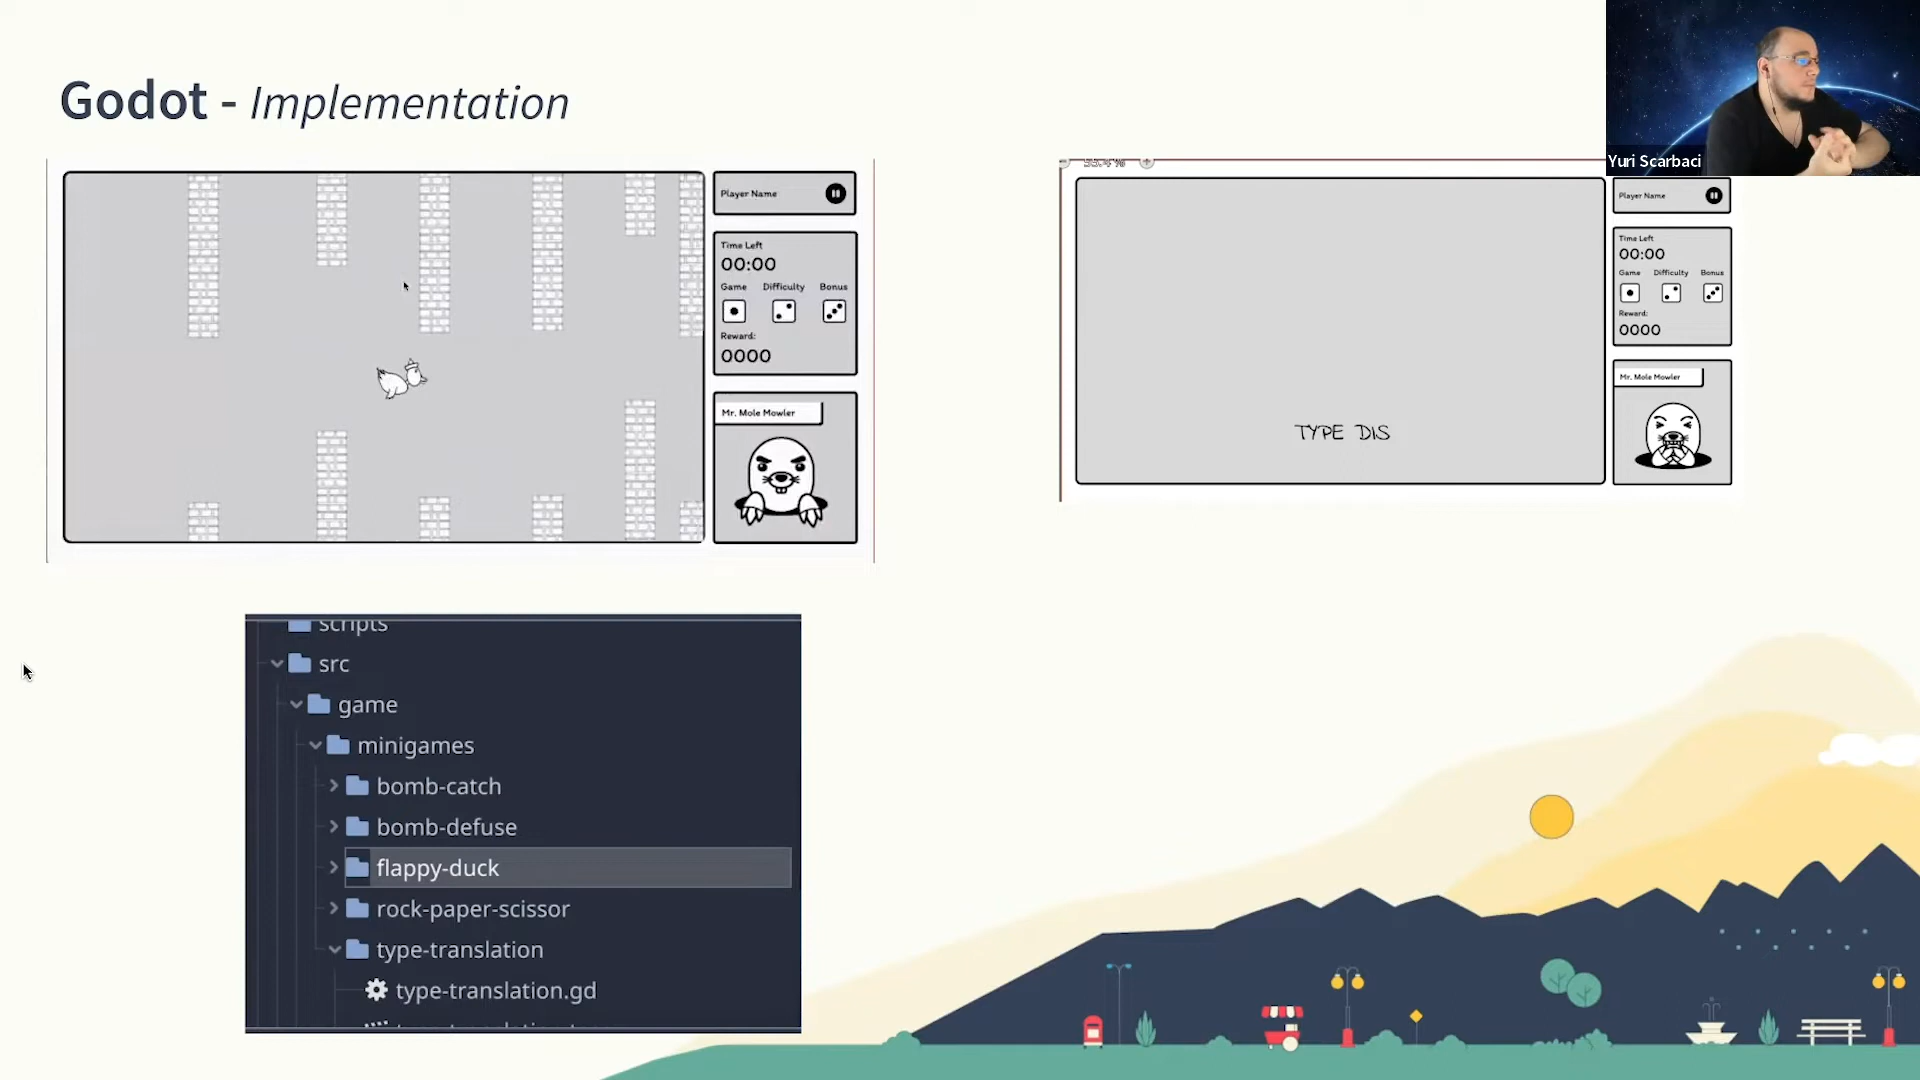 Godot - Implementation
Yuri Scarbaci
Player Name
Time Left
00:00
Game Difficulty Bonus
Reward:
0000
Mr. Mole Mowler
TYPE DIS
Player Name
Time Left
00:00
Game Difficulty Bonus
Reward:
0000
Mr. Mole Mowler
scripts
src
game
minigames
bomb-catch
bomb-defuse
flappy-duck
rock-paper-scissor
type-translation
type-translation.gd